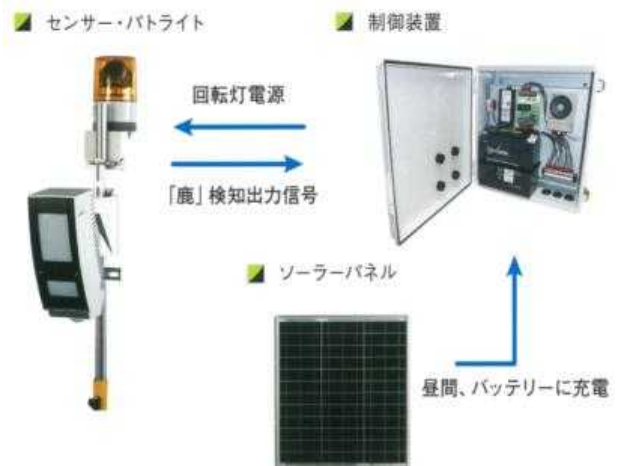 センサー・パトライト
制御装置
回転灯電源
「鹿」検知出力信号
ソーラーパネル
昼間、バッテリーに充電